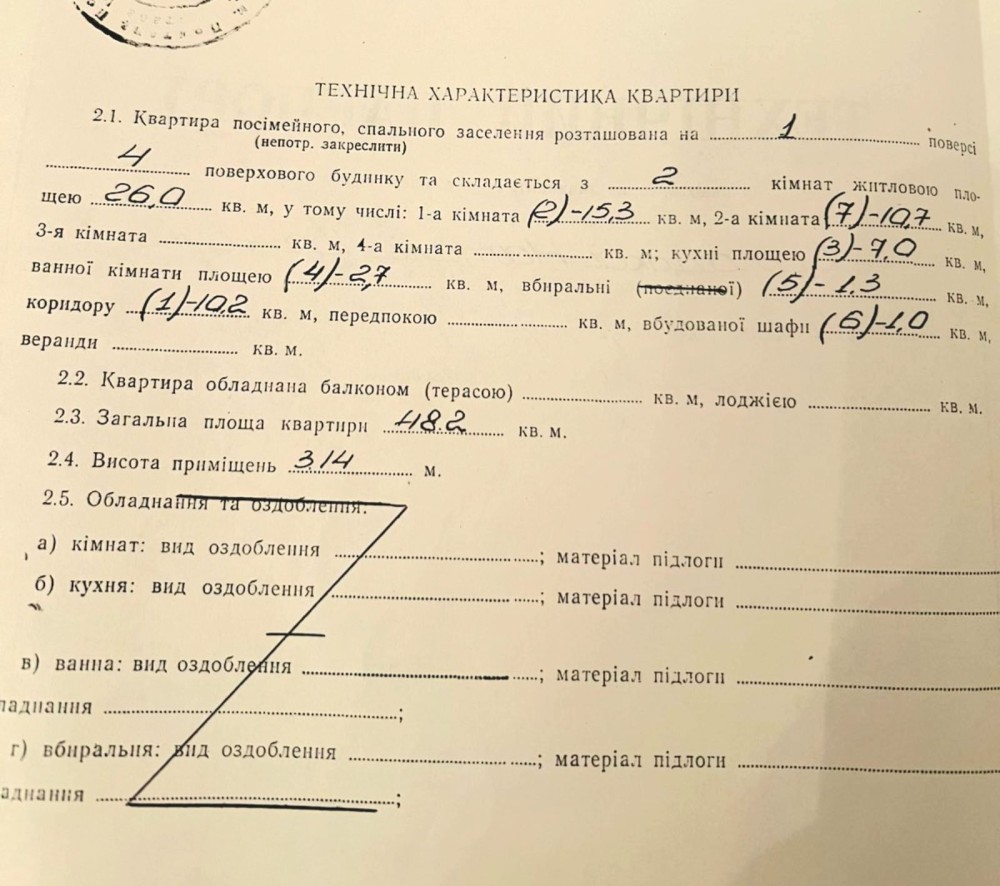 ТЕХНІЧНА ХАРАКТЕРИСТИКА КВАРТИРИ
2.1. Квартира посімейного, спального заселення розташована на 1 поверсі
(непотр. закреслити)
4 поверхового будинку та складається з 2 кімнат житловою пло-
щею 26,0 кв. м, у тому числі: 1-а кімната (2)-15,3 кв. м, 2-а кімната (7)-10,7 кв. м,
3-я кімната кв. м, 4-а кімната кв. м; кухні площею (3)-7,0 кв. м,
ванної кімнати площею (4)-2,7 кв. м, вбиральні (поєднаної) (5)-1.3 кв. м,
коридору (1)-10,2 кв. м, передпокою кв. м, вбудованої шафи (6)-1,0 кв. м,
веранди кв. м.
2.2. Квартира обладнана балконом (терасою) кв. м, лоджією кв. м.
2.3. Загальна площа квартири 48.2 кв. м.
2.4. Висота приміщень 3.14 м.
2.5. Обладнання та оздоблення:
а) кімнат: вид оздоблення ; матеріал підлоги
б) кухня: вид оздоблення ; матеріал підлоги
в) ванна: вид оздоблення ; матеріал підлоги
ладнання ;
г) вбиральня: вид оздоблення ; матеріал підлоги
аднання ;